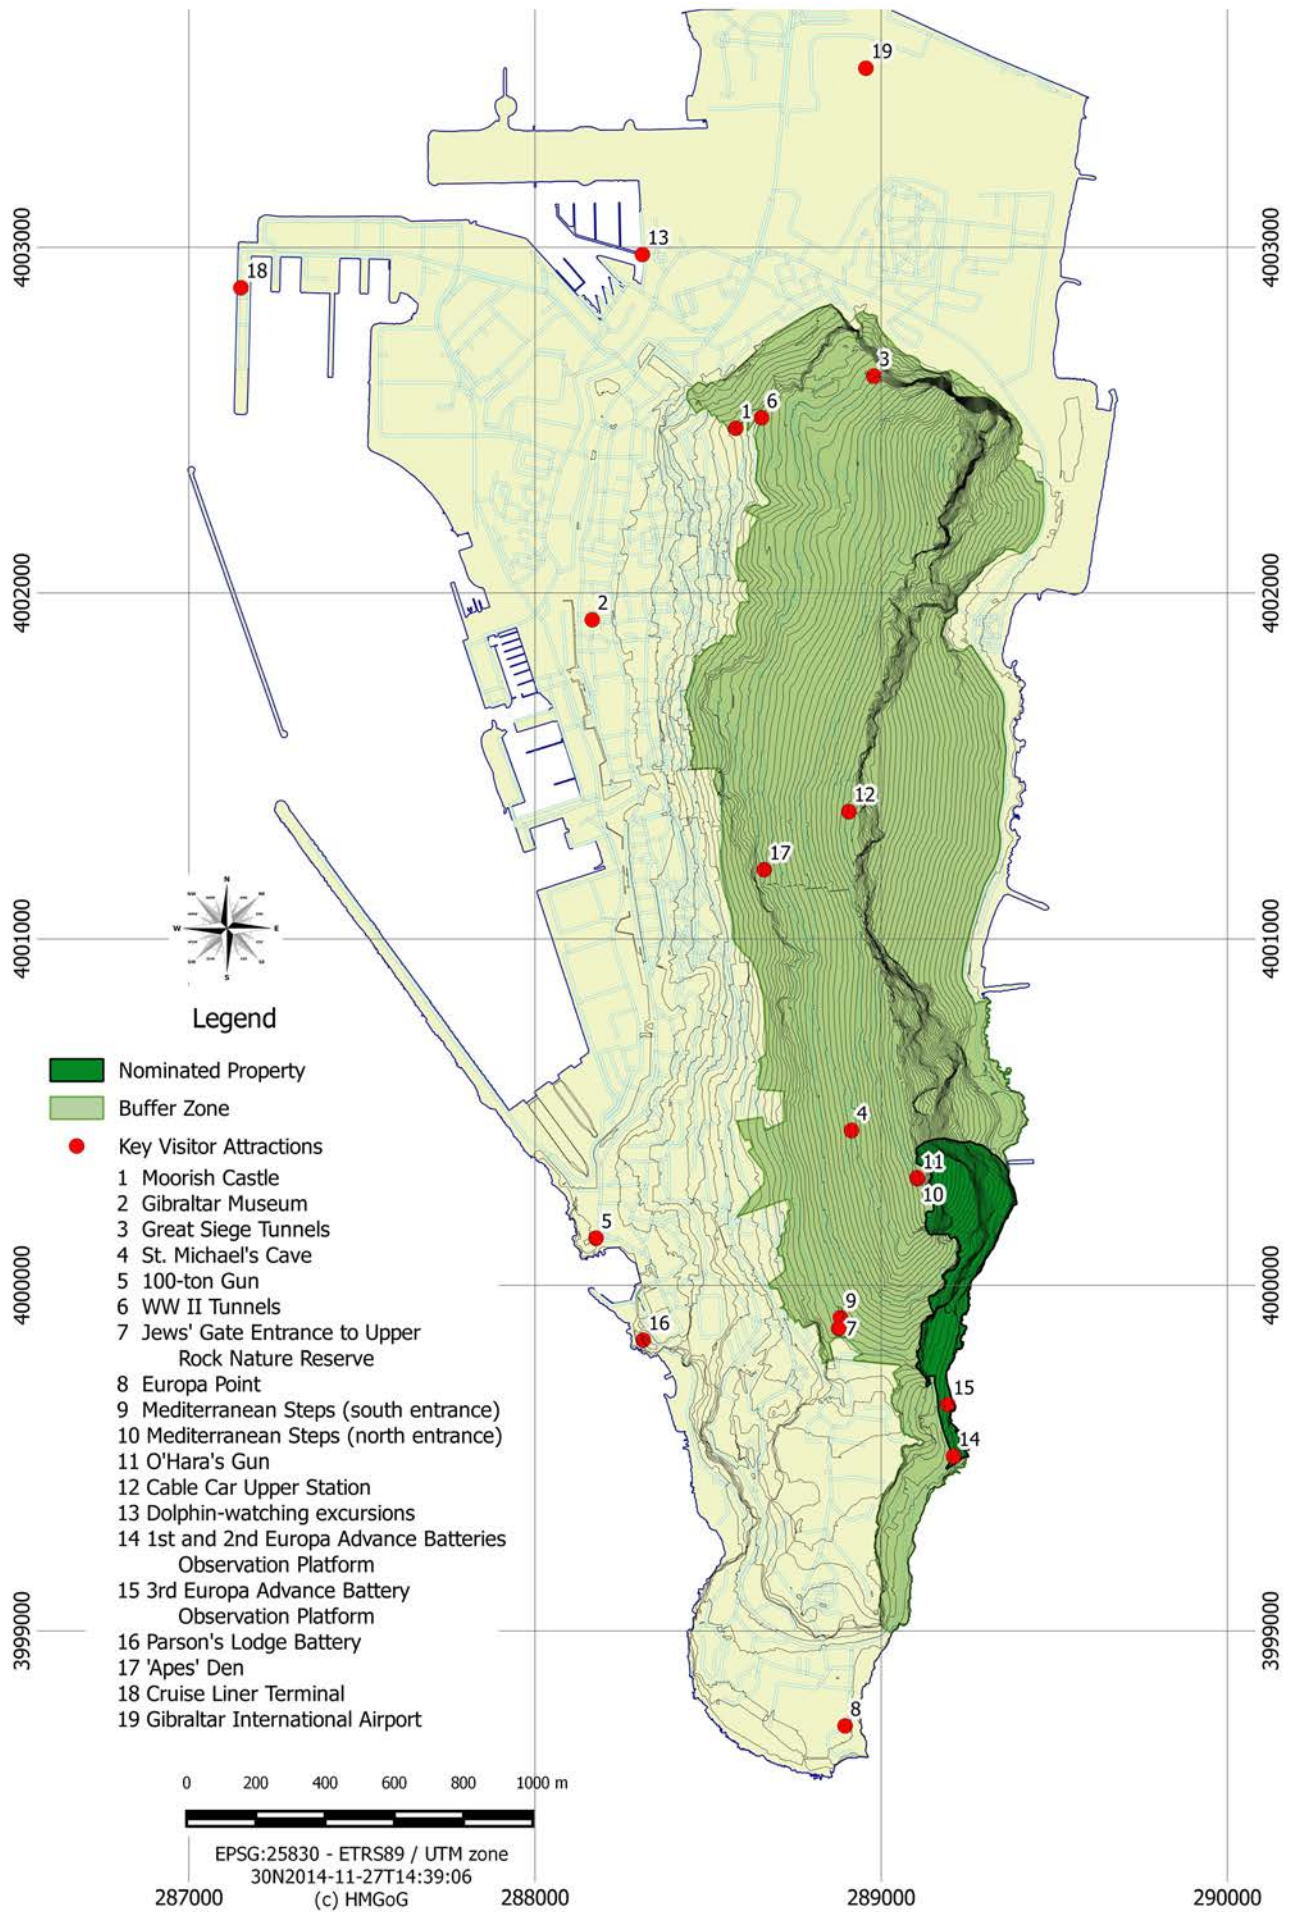 19
4003000
4003000
13
18
3
6
1
4002000
4002000
2
12
17
N
W
E
S
4001000
4001000
Legend
Nominated Property
Buffer Zone
Key Visitor Attractions
1 Moorish Castle
2 Gibraltar Museum
3 Great Siege Tunnels
4 St. Michael's Cave
5 100-ton Gun
6 WW II Tunnels
7 Jews' Gate Entrance to Upper
Rock Nature Reserve
8 Europa Point
9 Mediterranean Steps (south entrance)
10 Mediterranean Steps (north entrance)
11 O'Hara's Gun
12 Cable Car Upper Station
13 Dolphin-watching excursions
14 1st and 2nd Europa Advance Batteries
Observation Platform
15 3rd Europa Advance Battery
Observation Platform
16 Parson's Lodge Battery
17 'Apes' Den
18 Cruise Liner Terminal
19 Gibraltar International Airport
4
11
10
5
4000000
4000000
9
7
16
15
14
3999000
3999000
8
0 200 400 600 800 1000 m
EPSG:25830 - ETRS89 / UTM zone
30N2014-11-27T14:39:06
(c) HMGoG
287000 288000 289000 290000